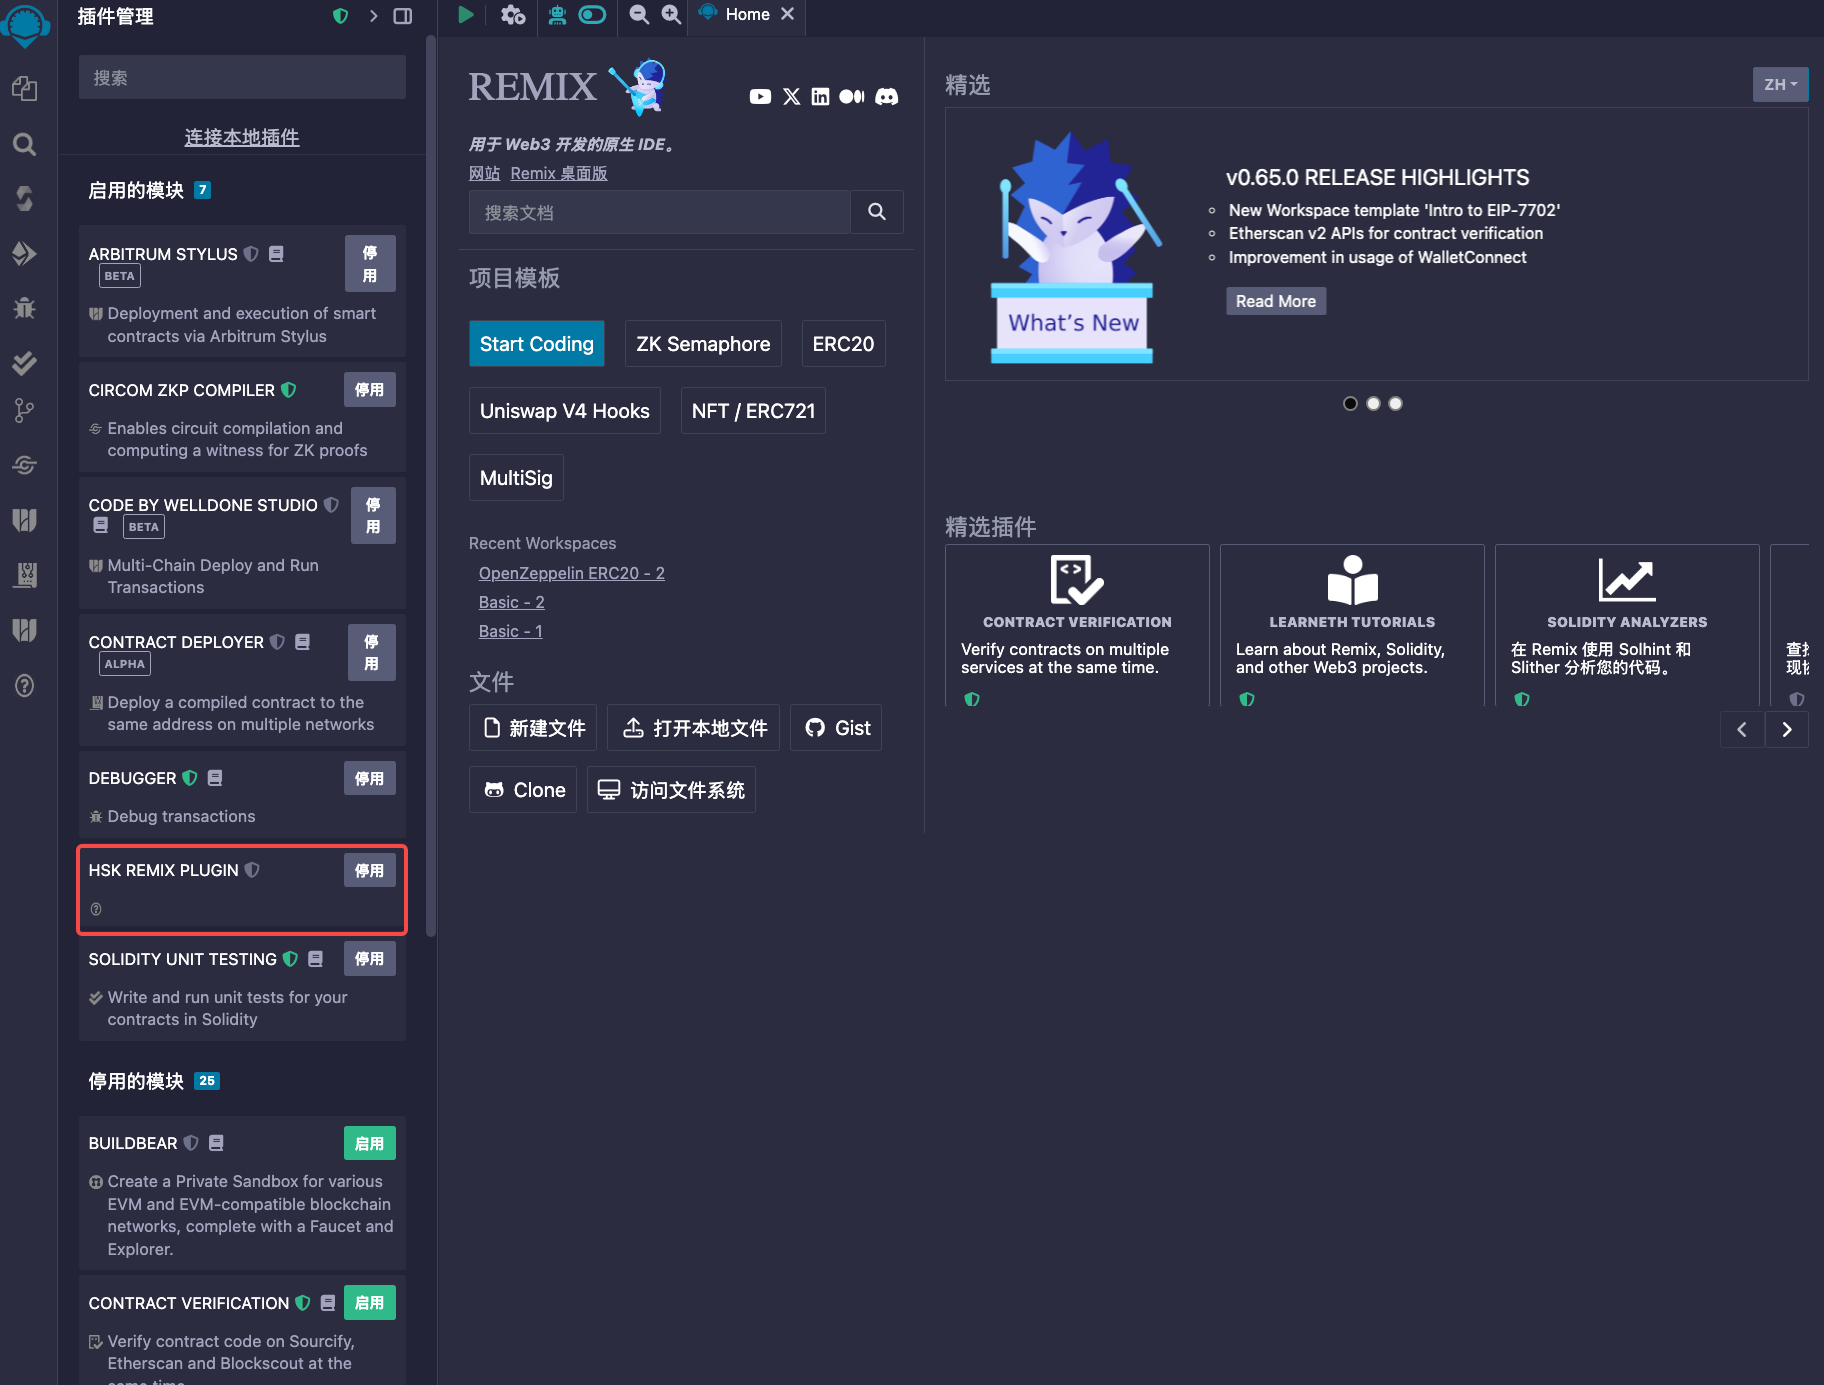 插件管理
搜索
连接本地插件
启用的模块 7
ARBITRUM STYLUS
BETA
停用
Deployment and execution of smart
contracts via Arbitrum Stylus
CIRCOM ZKP COMPILER
停用
Enables circuit compilation and
computing a witness for ZK proofs
CODE BY WELLDONE STUDIO
BETA
停用
Multi-Chain Deploy and Run
Transactions
CONTRACT DEPLOYER
ALPHA
停用
Deploy a compiled contract to the
same address on multiple networks
DEBUGGER
停用
Debug transactions
HSK REMIX PLUGIN
停用
SOLIDITY UNIT TESTING
停用
Write and run unit tests for your
contracts in Solidity
停用的模块 25
BUILDBEAR
启用
Create a Private Sandbox for various
EVM and EVM-compatible blockchain
networks, complete with a Faucet and
Explorer.
CONTRACT VERIFICATION
启用
Verify contract code on Sourcify,
Etherscan and Blockscout at the
same time
Home
REMIX
用于 Web3 开发的原生 IDE。
网站 Remix 桌面版
搜索文档
项目模板
Start Coding
ZK Semaphore
ERC20
Uniswap V4 Hooks
NFT / ERC721
MultiSig
Recent Workspaces
OpenZeppelin ERC20 - 2
Basic - 2
Basic - 1
文件
新建文件
打开本地文件
Gist
Clone
访问文件系统
精选
ZH
What's New
v0.65.0 RELEASE HIGHLIGHTS
New Workspace template 'Intro to EIP-7702'
Etherscan v2 APIs for contract verification
Improvement in usage of WalletConnect
Read More
精选插件
CONTRACT VERIFICATION
Verify contracts on multiple
services at the same time.
LEARNETH TUTORIALS
Learn about Remix, Solidity,
and other Web3 projects.
SOLIDITY ANALYZERS
在 Remix 使用 Solhint 和
Slither 分析您的代码。
查
现